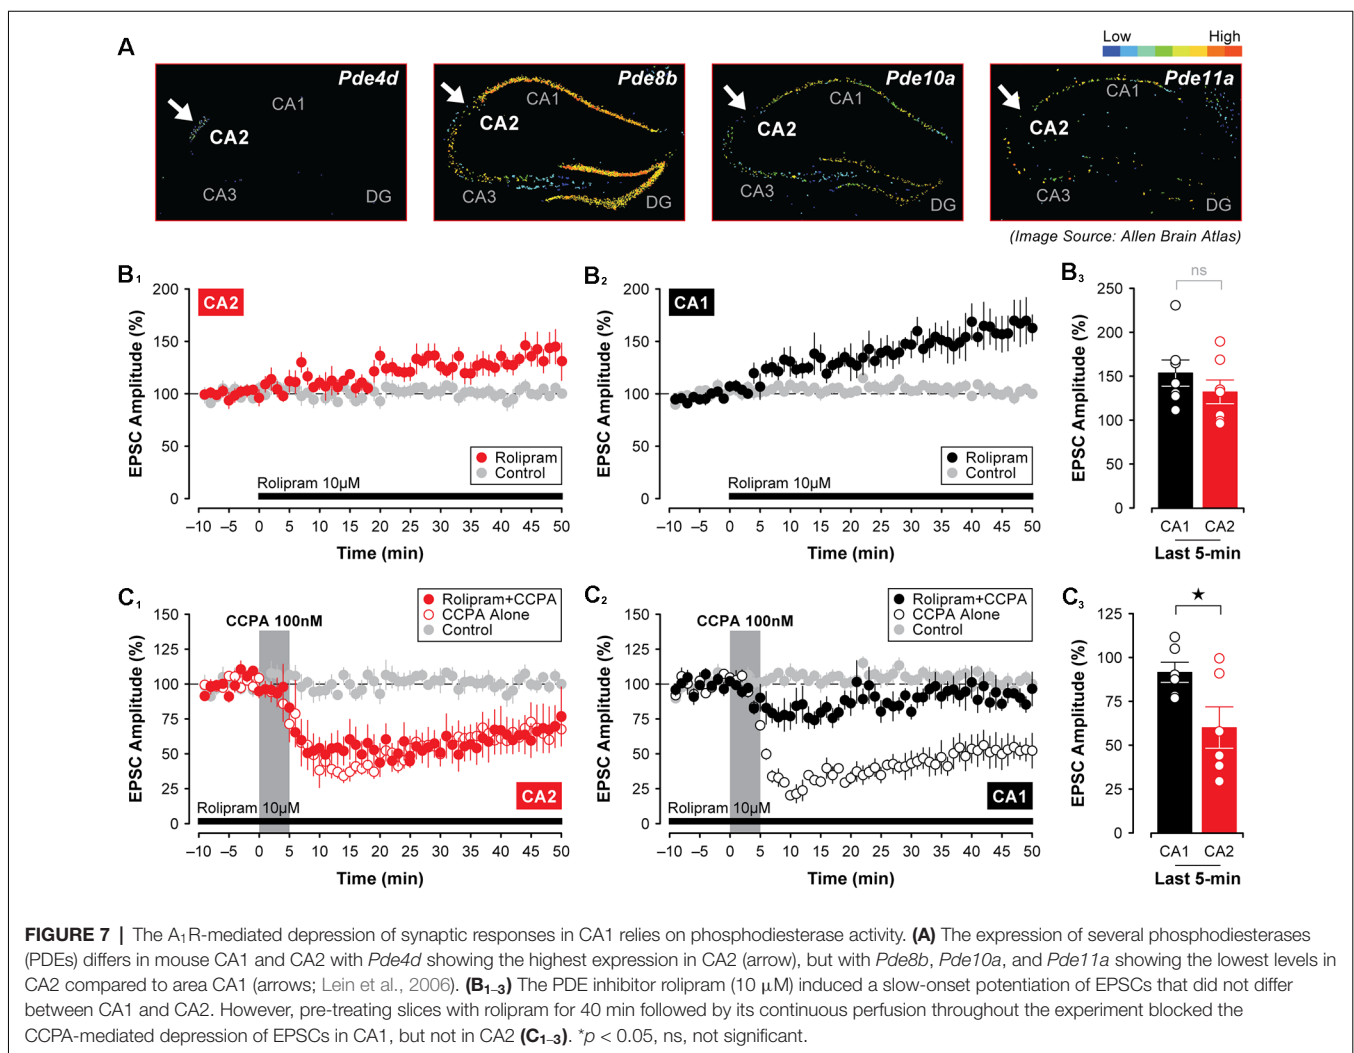 A
Low High
Pde4d
CA1
CA2
CA3
DG
Pde8b
CA1
CA2
CA3
DG
Pde10a
CA1
CA2
CA3
DG
Pde11a
CA1
CA2
CA3
DG
(Image Source: Allen Brain Atlas)
B1
CA2
EPSC Amplitude (%)
200
150
100
50
0
Rolipram
Control
Rolipram 10µM
–10 –5 0 5 10 15 20 25 30 35 40 45 50
Time (min)
B2
CA1
EPSC Amplitude (%)
200
150
100
50
0
Rolipram
Control
Rolipram 10µM
–10 –5 0 5 10 15 20 25 30 35 40 45 50
Time (min)
B3
ns
EPSC Amplitude (%)
250
200
150
100
50
0
CA1 CA2
Last 5-min
C1
Rolipram+CCPA
CCPA Alone
Control
CCPA 100nM
EPSC Amplitude (%)
150
125
100
75
50
25
0
CA2
Rolipram 10µM
–10 –5 0 5 10 15 20 25 30 35 40 45 50
Time (min)
C2
Rolipram+CCPA
CCPA Alone
Control
CCPA 100nM
EPSC Amplitude (%)
150
125
100
75
50
25
0
CA1
Rolipram 10µM
–10 –5 0 5 10 15 20 25 30 35 40 45 50
Time (min)
C3
★
EPSC Amplitude (%)
125
100
75
50
25
0
CA1 CA2
Last 5-min
FIGURE 7 | The A1R-mediated depression of synaptic responses in CA1 relies on phosphodiesterase activity. (A) The expression of several phosphodiesterases
(PDEs) differs in mouse CA1 and CA2 with Pde4d showing the highest expression in CA2 (arrow), but with Pde8b, Pde10a, and Pde11a showing the lowest levels in
CA2 compared to area CA1 (arrows; Lein et al., 2006). (B1–3) The PDE inhibitor rolipram (10 µM) induced a slow-onset potentiation of EPSCs that did not differ
between CA1 and CA2. However, pre-treating slices with rolipram for 40 min followed by its continuous perfusion throughout the experiment blocked the
CCPA-mediated depression of EPSCs in CA1, but not in CA2 (C1–3). *p < 0.05, ns, not significant.